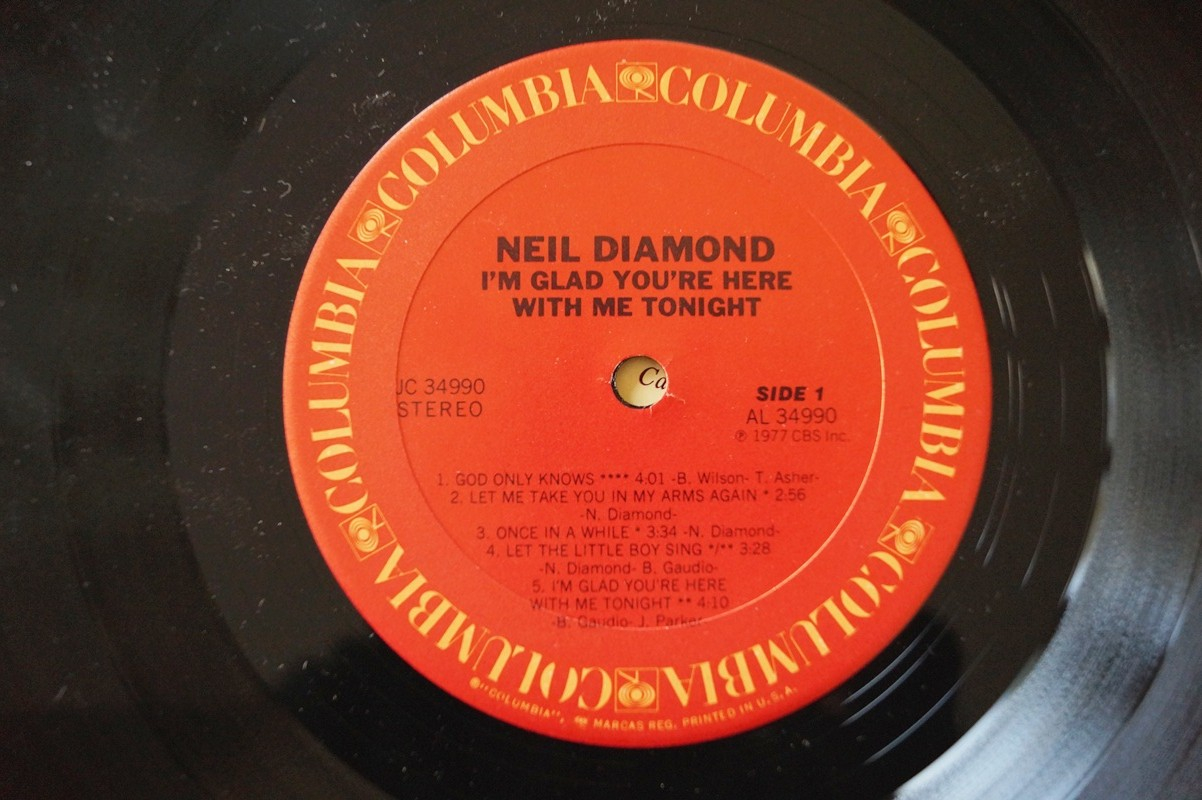 COLUMBIA COLUMBIA COLUMBIA COLUMBIA COLUMBIA COLUMBIA
NEIL DIAMOND
I'M GLAD YOU'RE HERE
WITH ME TONIGHT
JC 34990
STEREO
Ca
SIDE 1
AL 34990
℗ 1977 CBS Inc.
1. GOD ONLY KNOWS **** 4:01 -B. Wilson- T. Asher-
2. LET ME TAKE YOU IN MY ARMS AGAIN * 2:56
-N. Diamond-
3. ONCE IN A WHILE * 3:34 -N. Diamond-
4. LET THE LITTLE BOY SING */** 3:28
-N. Diamond- B. Gaudio-
5. I'M GLAD YOU'RE HERE
WITH ME TONIGHT ** 4:10
-B. Gaudio- J. Parker-
®"COLUMBIA", MARCAS REG. PRINTED IN U.S.A.